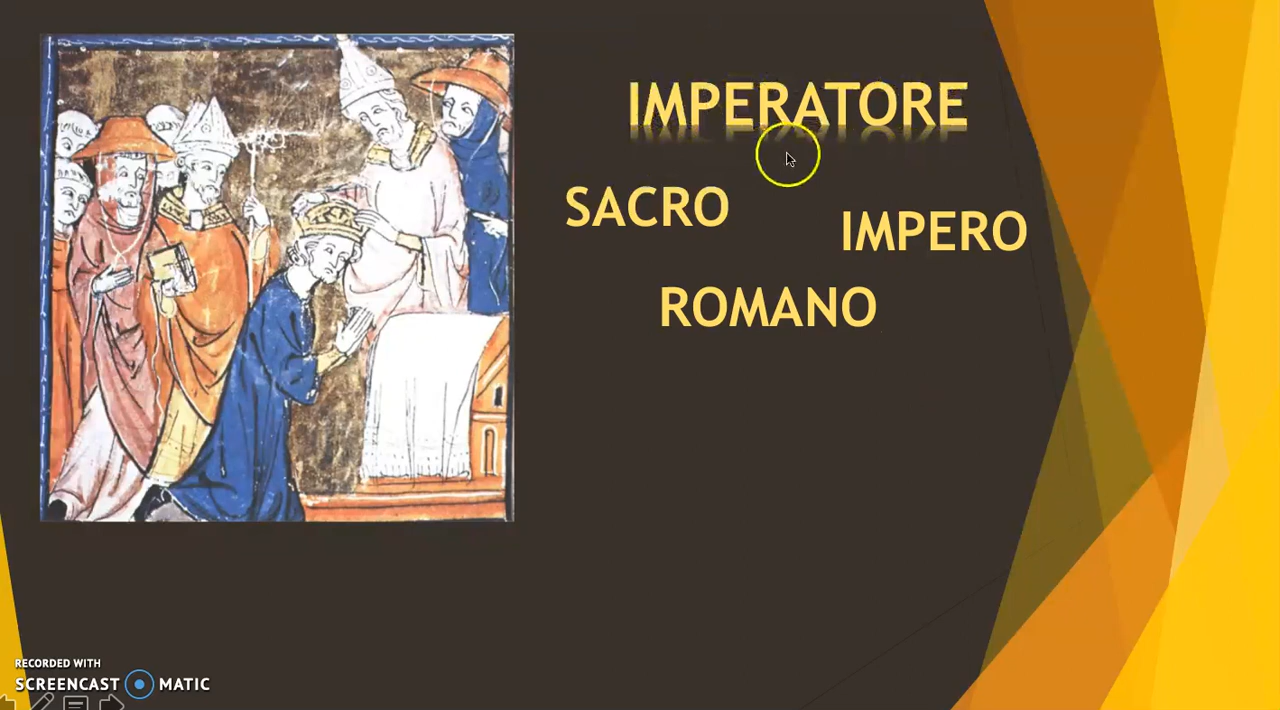 IMPERATORE
SACRO
IMPERO
ROMANO
RECORDED WITH
SCREENCAST MATIC